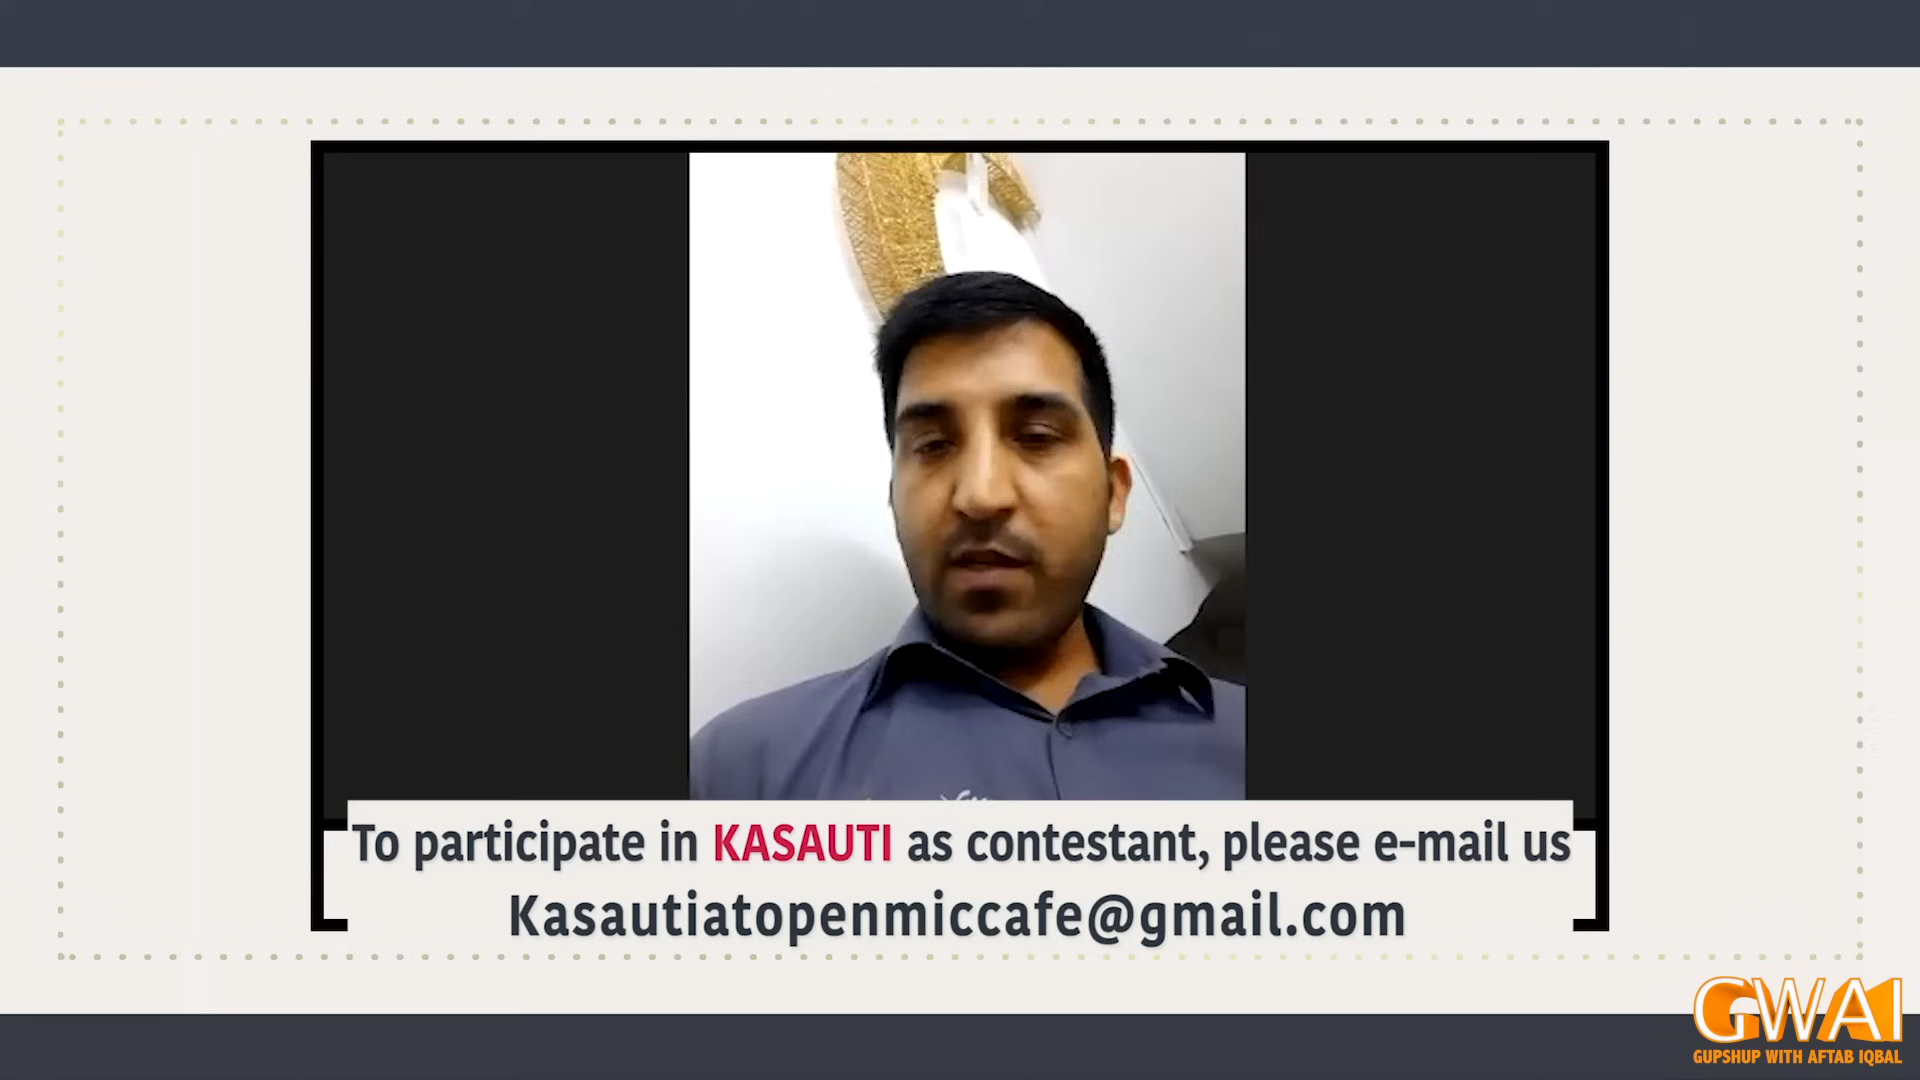 To participate in KASAUTI as contestant, please e-mail us
Kasautiatopenmiccafe@gmail.com
GWAI
GUPSHUP WITH AFTAB IQBAL